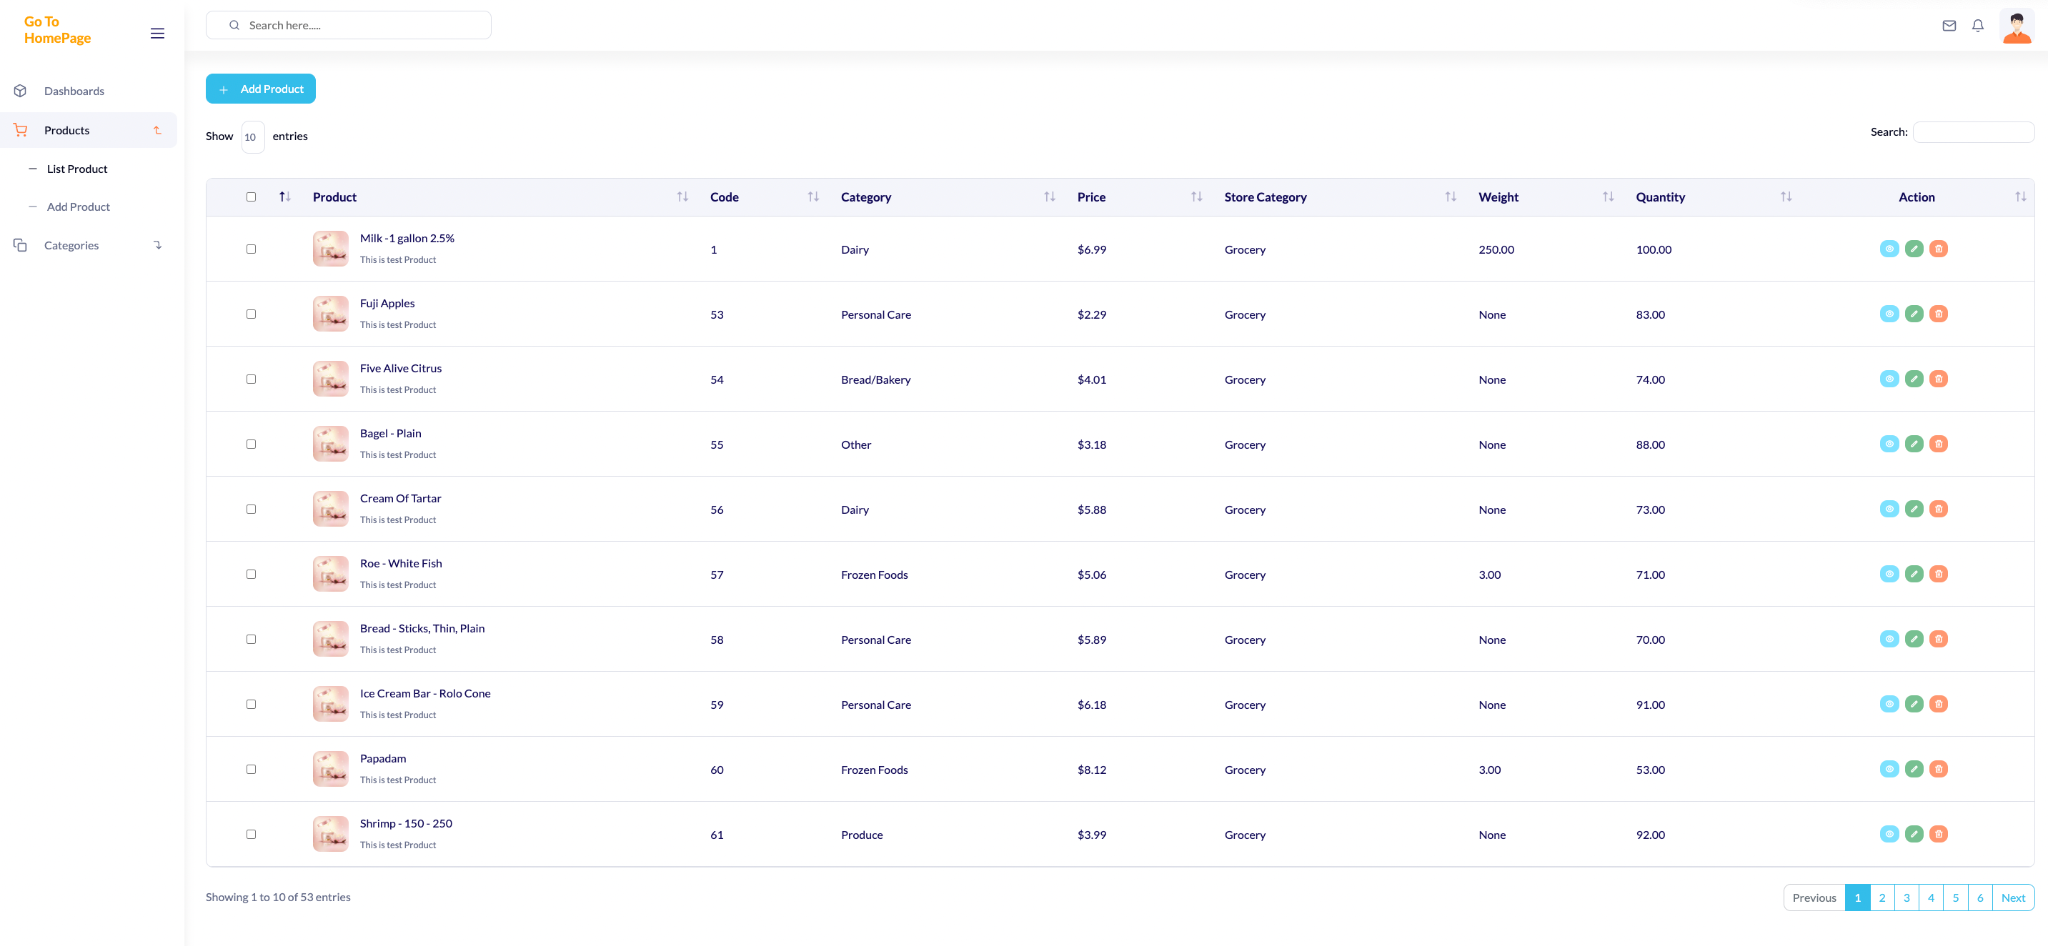 Go To
HomePage
Search here.....
Dashboards
Products
List Product
Add Product
Categories
Add Product
Show 10 entries
Search:
Product Code Category Price Store Category Weight Quantity Action
Milk -1 gallon 2.5%
This is test Product
1 Dairy $6.99 Grocery 250.00 100.00
Fuji Apples
This is test Product
53 Personal Care $2.29 Grocery None 83.00
Five Alive Citrus
This is test Product
54 Bread/Bakery $4.01 Grocery None 74.00
Bagel - Plain
This is test Product
55 Other $3.18 Grocery None 88.00
Cream Of Tartar
This is test Product
56 Dairy $5.88 Grocery None 73.00
Roe - White Fish
This is test Product
57 Frozen Foods $5.06 Grocery 3.00 71.00
Bread - Sticks, Thin, Plain
This is test Product
58 Personal Care $5.89 Grocery None 70.00
Ice Cream Bar - Rolo Cone
This is test Product
59 Personal Care $6.18 Grocery None 91.00
Papadam
This is test Product
60 Frozen Foods $8.12 Grocery 3.00 53.00
Shrimp - 150 - 250
This is test Product
61 Produce $3.99 Grocery None 92.00
Showing 1 to 10 of 53 entries
Previous 1 2 3 4 5 6 Next